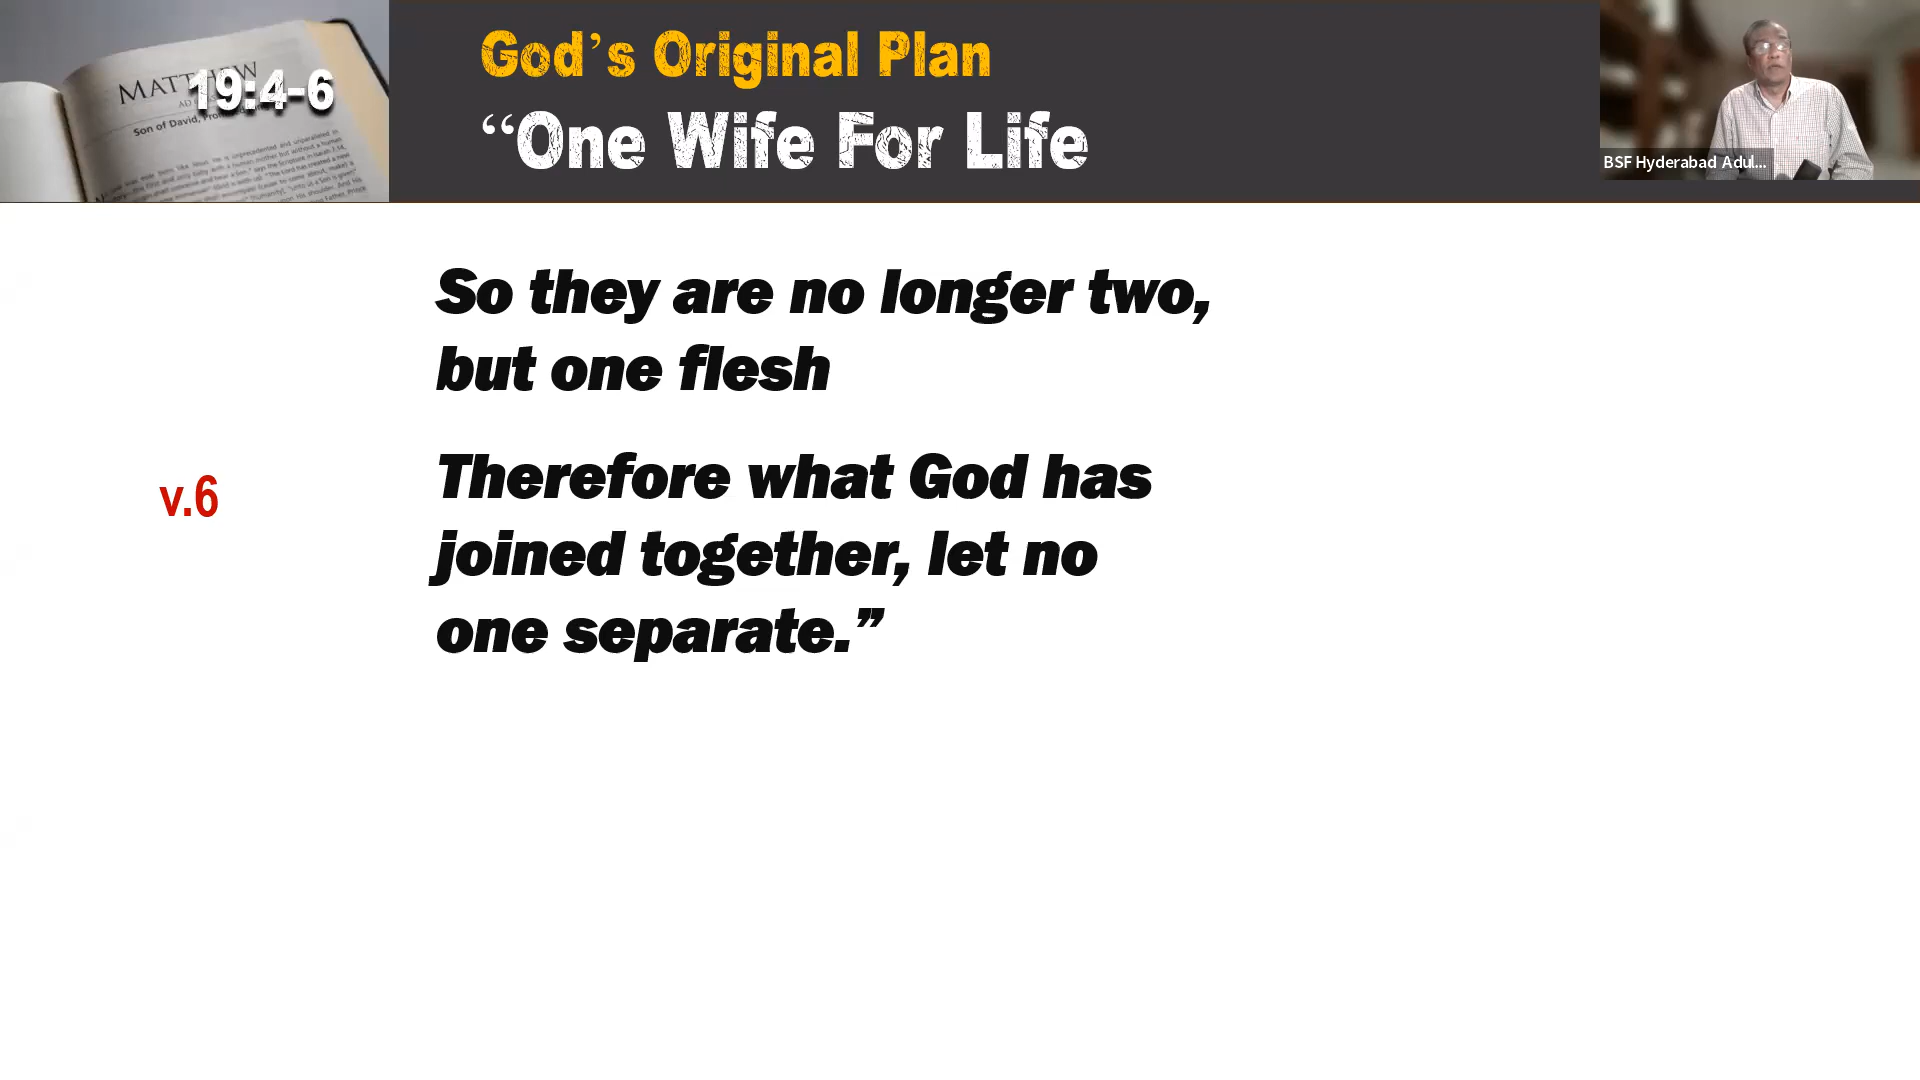 MATTHEW
19:4-6
Son of David,
God’s Original Plan
“One Wife For Life
BSF Hyderabad Adul...
So they are no longer two,
but one flesh
v.6
Therefore what God has
joined together, let no
one separate.”